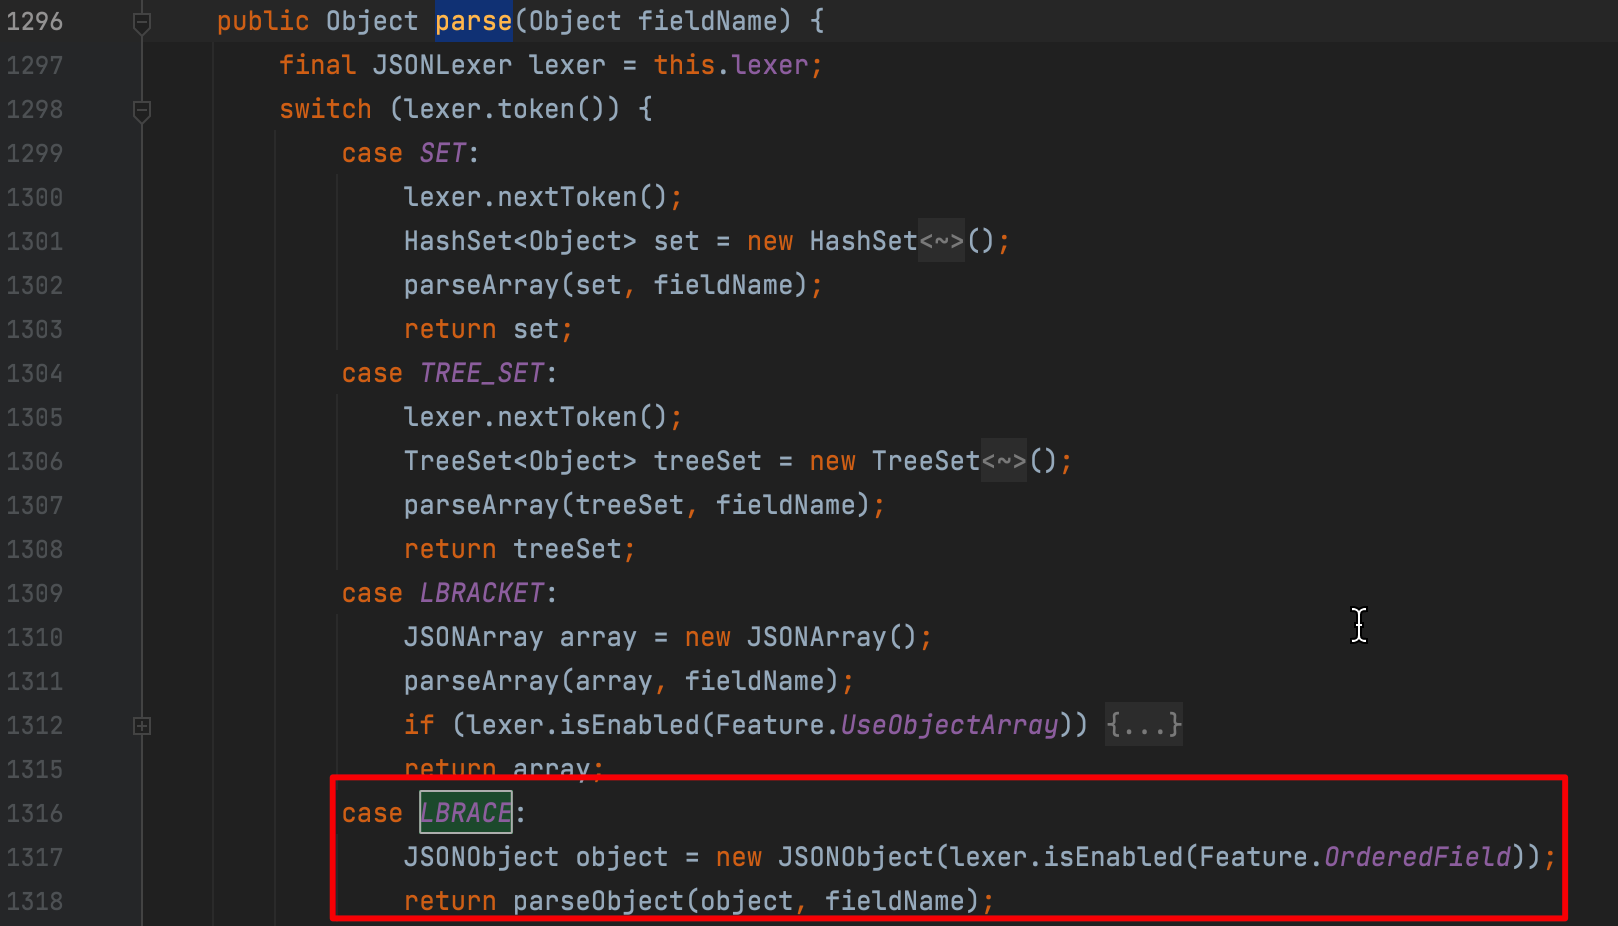 1296 public Object parse(Object fieldName) {
1297 final JSONLexer lexer = this.lexer;
1298 switch (lexer.token()) {
1299 case SET:
1300 lexer.nextToken();
1301 HashSet<Object> set = new HashSet<~>();
1302 parseArray(set, fieldName);
1303 return set;
1304 case TREE_SET:
1305 lexer.nextToken();
1306 TreeSet<Object> treeSet = new TreeSet<~>();
1307 parseArray(treeSet, fieldName);
1308 return treeSet;
1309 case LBRACKET:
1310 JSONArray array = new JSONArray();
1311 parseArray(array, fieldName);
1312 if (lexer.isEnabled(Feature.UseObjectArray)) {...}
1315 return array;
1316 case LBRACE:
1317 JSONObject object = new JSONObject(lexer.isEnabled(Feature.OrderedField));
1318 return parseObject(object, fieldName);